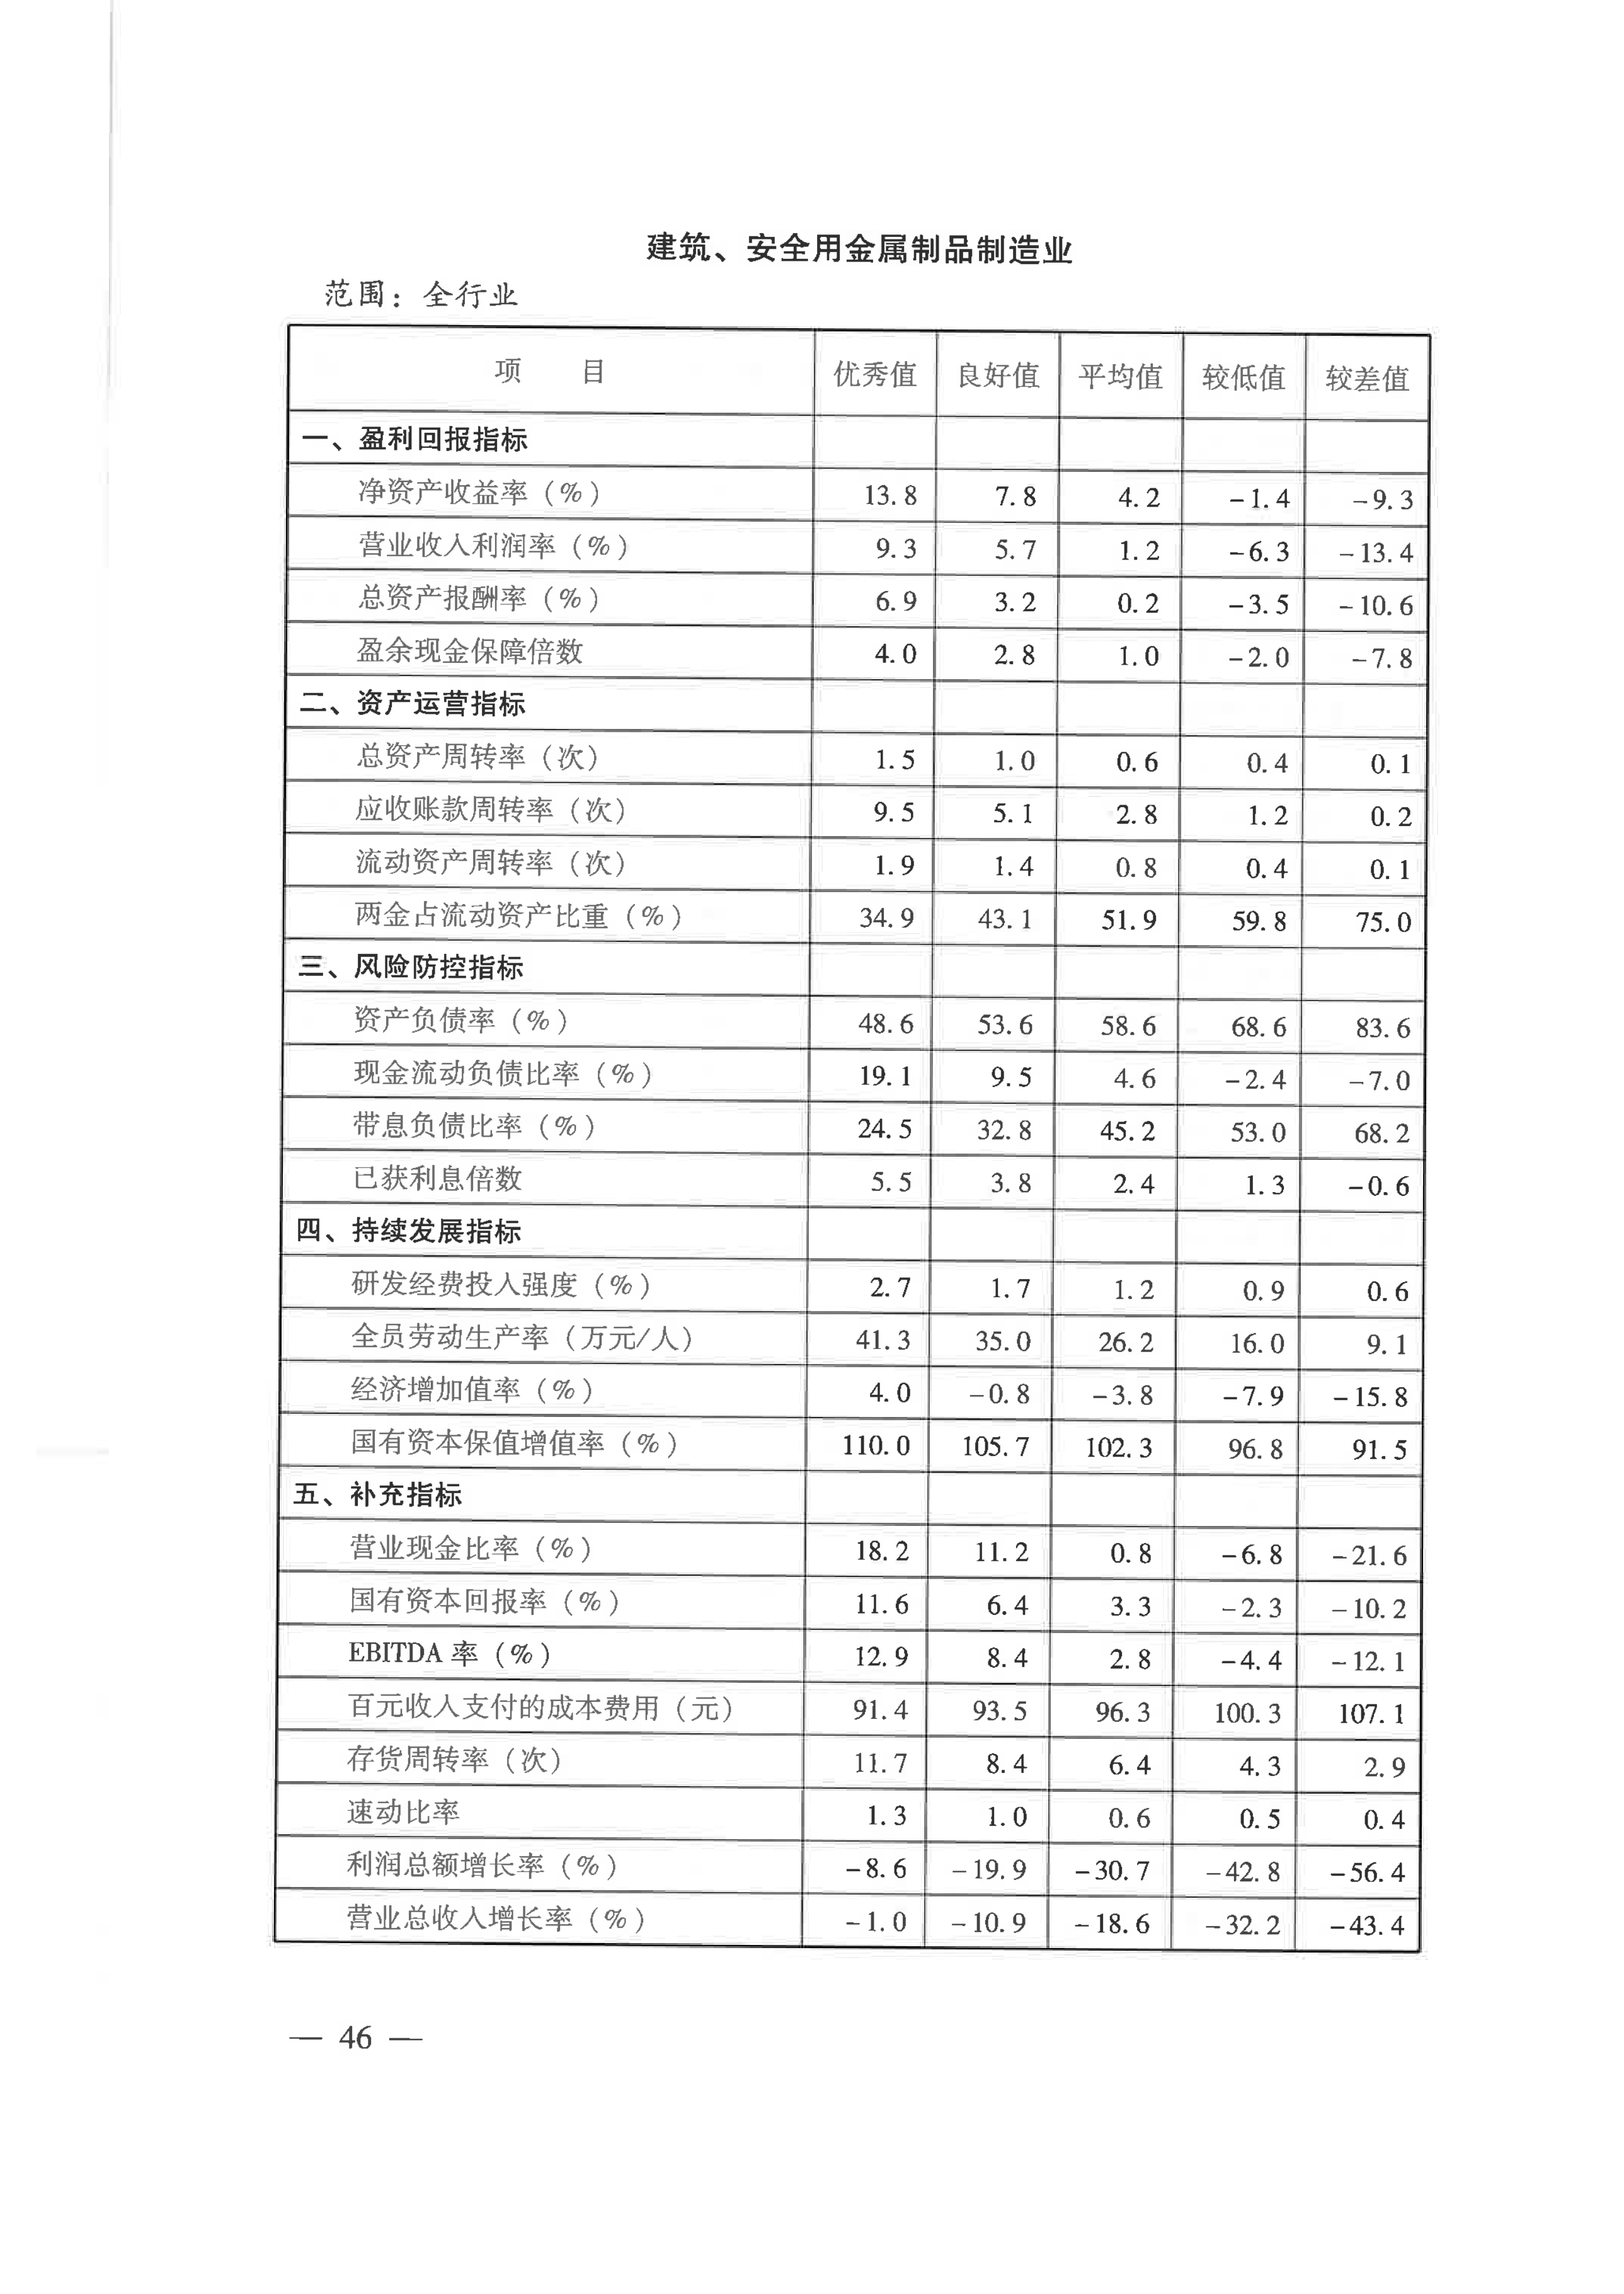 建筑、安全用金属制品制造业
范围：全行业
项 目 优秀值 良好值 平均值 较低值 较差值
一、盈利回报指标
净资产收益率（%） 13.8 7.8 4.2 -1.4 -9.3
营业收入利润率（%） 9.3 5.7 1.2 -6.3 -13.4
总资产报酬率（%） 6.9 3.2 0.2 -3.5 -10.6
盈余现金保障倍数 4.0 2.8 1.0 -2.0 -7.8
二、资产运营指标
总资产周转率（次） 1.5 1.0 0.6 0.4 0.1
应收账款周转率（次） 9.5 5.1 2.8 1.2 0.2
流动资产周转率（次） 1.9 1.4 0.8 0.4 0.1
两金占流动资产比重（%） 34.9 43.1 51.9 59.8 75.0
三、风险防控指标
资产负债率（%） 48.6 53.6 58.6 68.6 83.6
现金流动负债比率（%） 19.1 9.5 4.6 -2.4 -7.0
带息负债比率（%） 24.5 32.8 45.2 53.0 68.2
已获利息倍数 5.5 3.8 2.4 1.3 -0.6
四、持续发展指标
研发经费投入强度（%） 2.7 1.7 1.2 0.9 0.6
全员劳动生产率（万元/人） 41.3 35.0 26.2 16.0 9.1
经济增加值率（%） 4.0 -0.8 -3.8 -7.9 -15.8
国有资本保值增值率（%） 110.0 105.7 102.3 96.8 91.5
五、补充指标
营业现金比率（%） 18.2 11.2 0.8 -6.8 -21.6
国有资本回报率（%） 11.6 6.4 3.3 -2.3 -10.2
EBITDA 率（%） 12.9 8.4 2.8 -4.4 -12.1
百元收入支付的成本费用（元） 91.4 93.5 96.3 100.3 107.1
存货周转率（次） 11.7 8.4 6.4 4.3 2.9
速动比率 1.3 1.0 0.6 0.5 0.4
利润总额增长率（%） -8.6 -19.9 -30.7 -42.8 -56.4
营业总收入增长率（%） -1.0 -10.9 -18.6 -32.2 -43.4
— 46 —